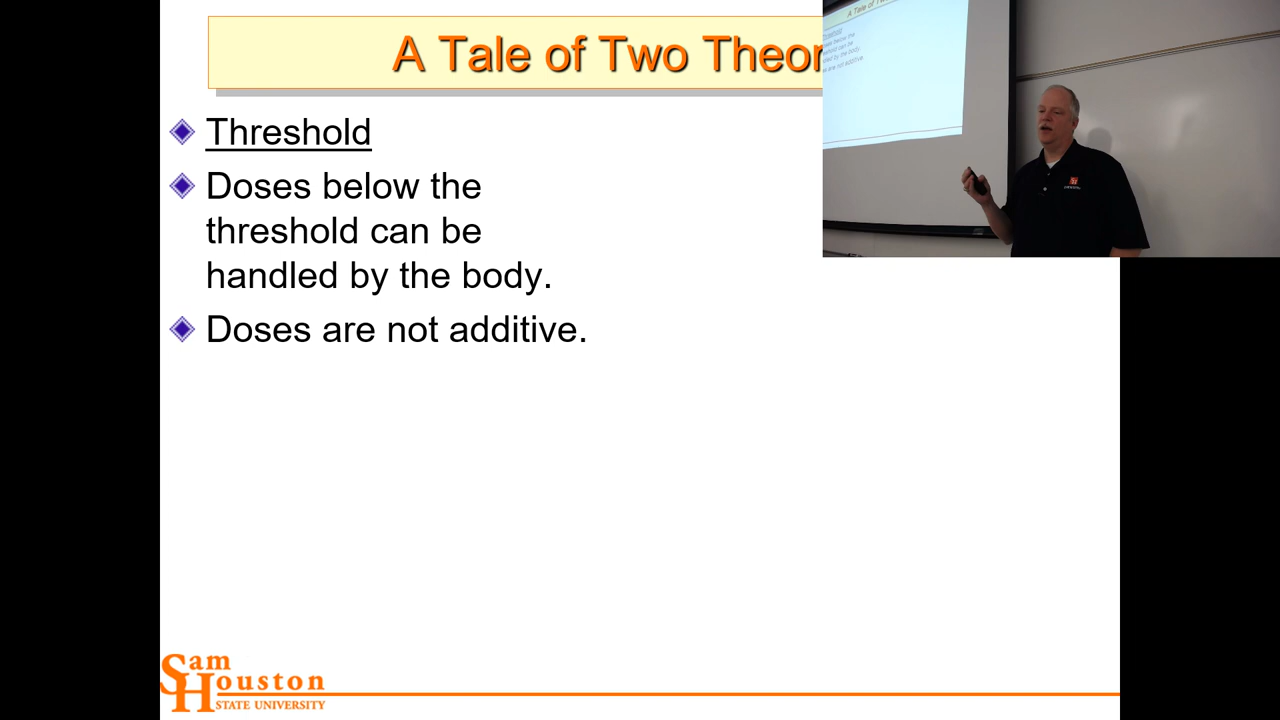 A Tale of Two Theor
Threshold
Doses below the
threshold can be
handled by the body.
Doses are not additive.
Sam
Houston
STATE UNIVERSITY